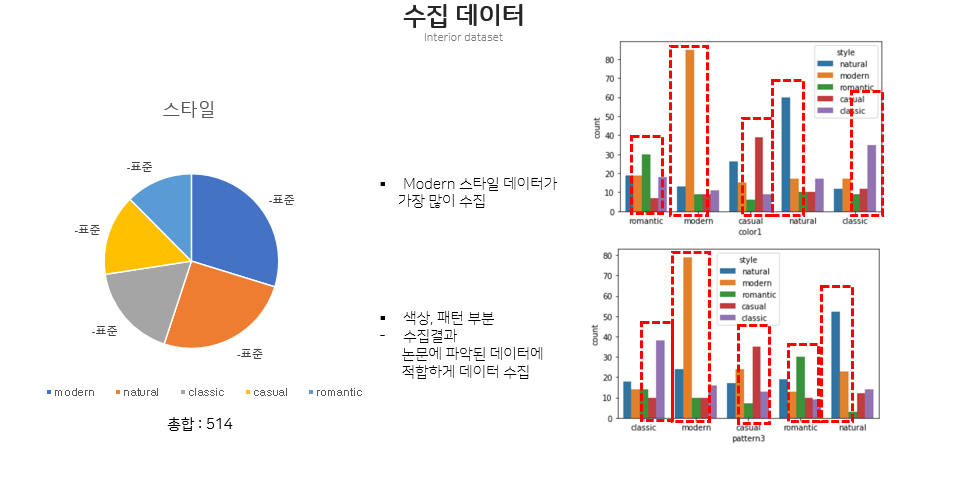 수집 데이터
Interior dataset
스타일
-표준
-표준
-표준
-표준
-표준
modern
natural
classic
casual
romantic
총합 : 514
▪ Modern 스타일 데이터가
가장 많이 수집
▪ 색상, 패턴 부분
- 수집결과
논문에 파악된 데이터에
적합하게 데이터 수집
style
natural
modern
romantic
casual
classic
count
80
70
60
50
40
30
20
10
0
romantic
modern
casual
natural
classic
color1
style
natural
modern
romantic
casual
classic
count
80
70
60
50
40
30
20
10
0
classic
modern
casual
romantic
natural
pattern3